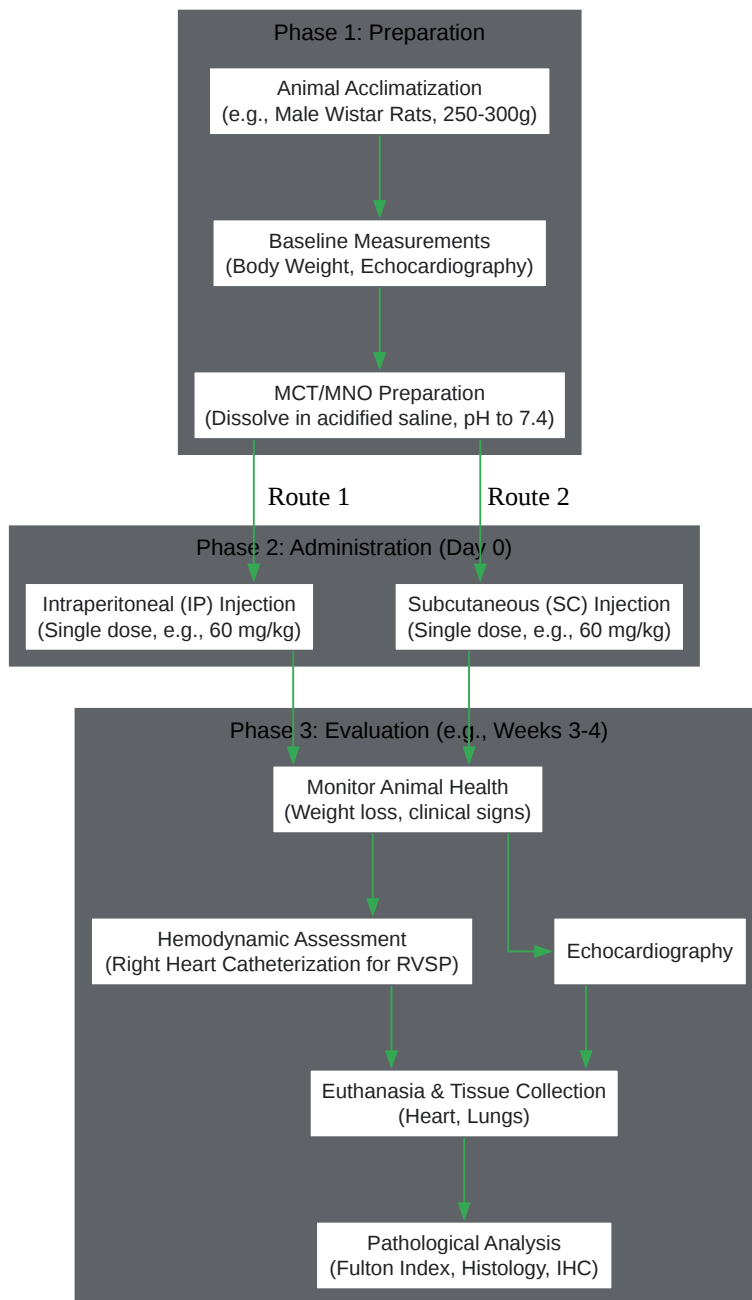 Phase 1: Preparation
Animal Acclimatization
(e.g., Male Wistar Rats, 250-300g)
Baseline Measurements
(Body Weight, Echocardiography)
MCT/MNO Preparation
(Dissolve in acidified saline, pH to 7.4)
Route 1
Route 2
Phase 2: Administration (Day 0)
Intraperitoneal (IP) Injection
(Single dose, e.g., 60 mg/kg)
Subcutaneous (SC) Injection
(Single dose, e.g., 60 mg/kg)
Phase 3: Evaluation (e.g., Weeks 3-4)
Monitor Animal Health
(Weight loss, clinical signs)
Hemodynamic Assessment
(Right Heart Catheterization for RVSP)
Echocardiography
Euthanasia & Tissue Collection
(Heart, Lungs)
Pathological Analysis
(Fulton Index, Histology, IHC)